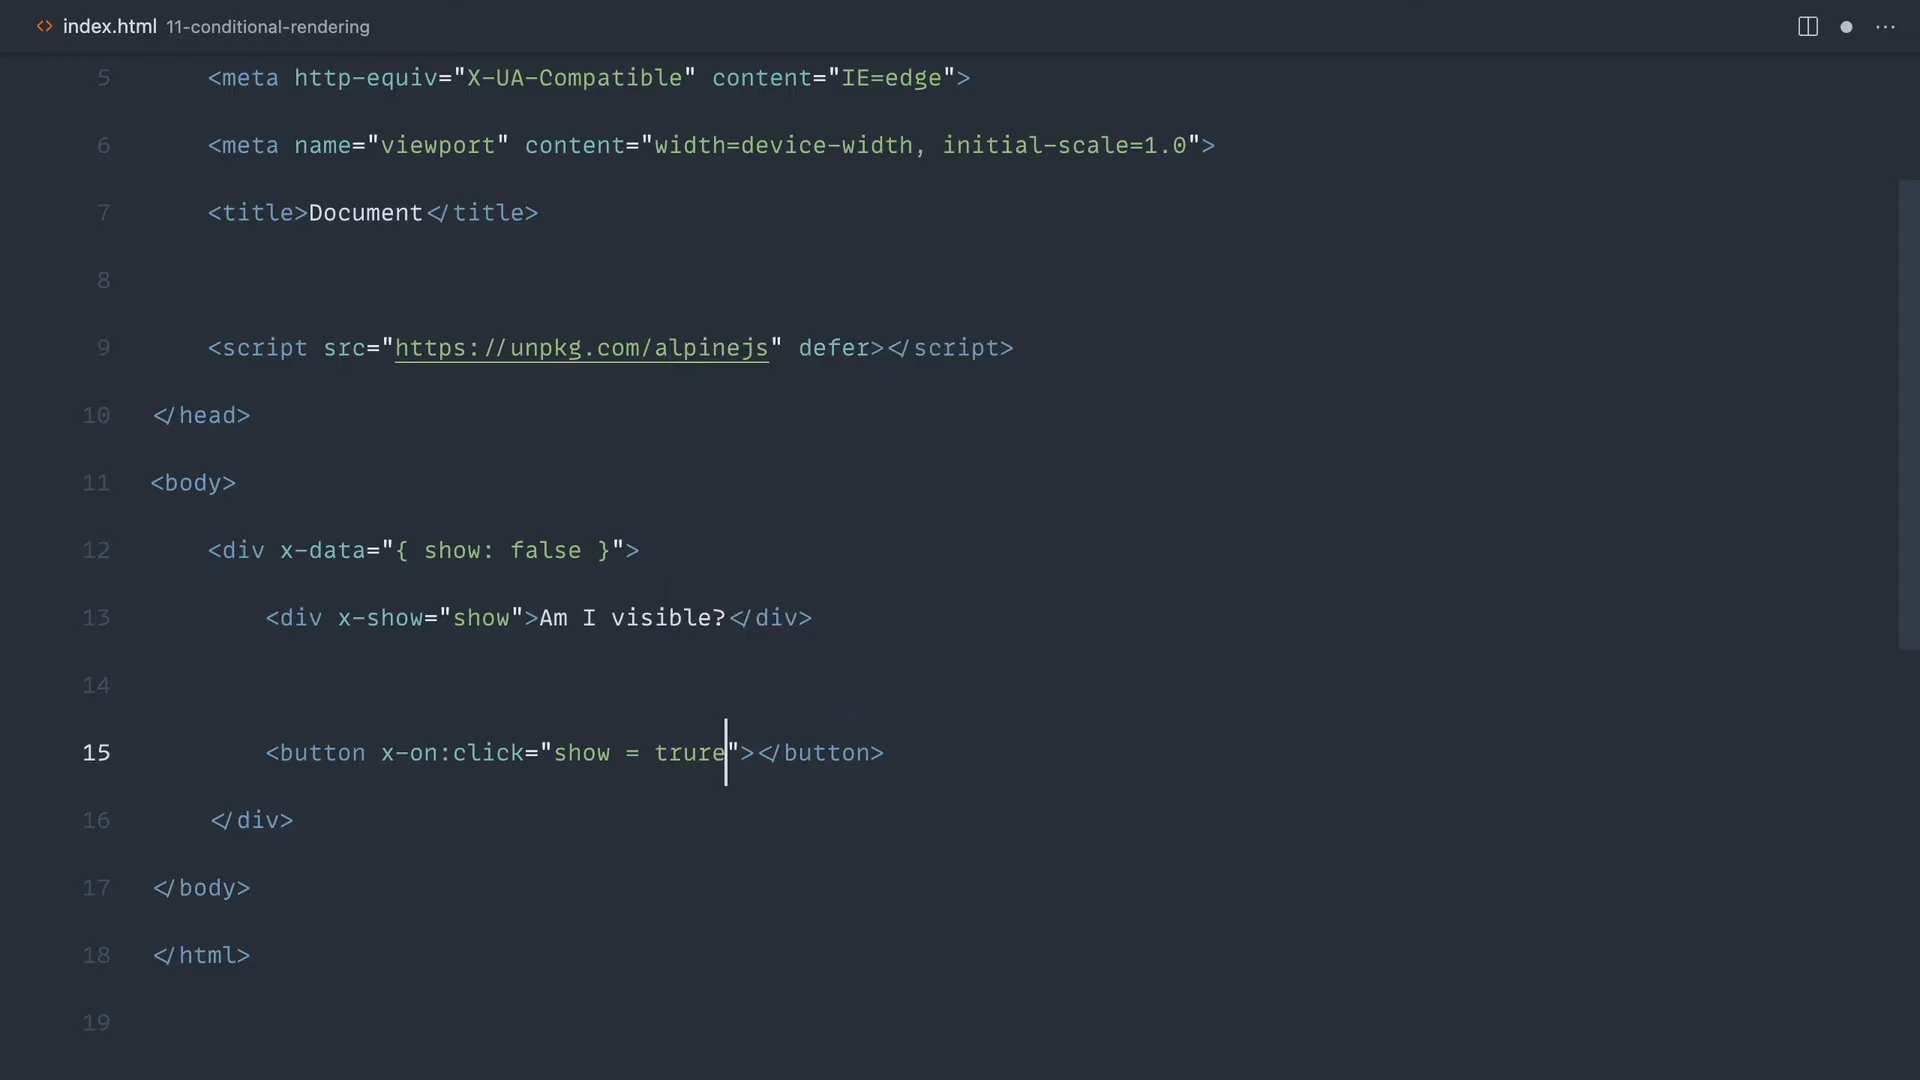 <> index.html 11-conditional-rendering
5 <meta http-equiv="X-UA-Compatible" content="IE=edge">
6 <meta name="viewport" content="width=device-width, initial-scale=1.0">
7 <title>Document</title>
8
9 <script src="https://unpkg.com/alpinejs" defer></script>
10 </head>
11 <body>
12 <div x-data="{ show: false }">
13 <div x-show="show">Am I visible?</div>
14
15 <button x-on:click="show = trure"></button>
16 </div>
17 </body>
18 </html>
19